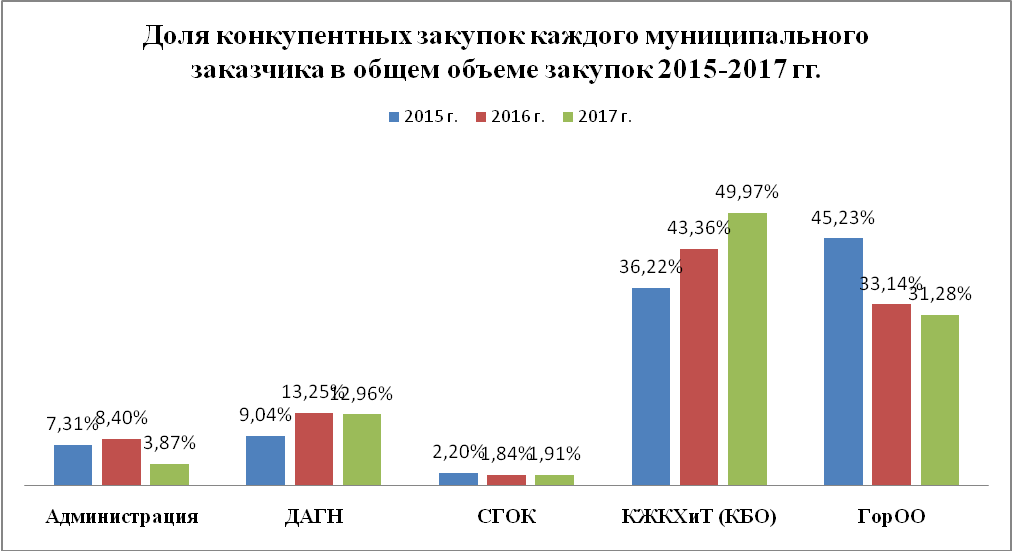 Доля конкупентных закупок каждого муниципального
заказчика в общем объеме закупок 2015-2017 гг.
2015 г. 2016 г. 2017 г.
7,31% 8,40% 3,87%
9,04% 13,25% 12,96%
2,20% 1,84% 1,91%
36,22% 43,36% 49,97%
45,23% 33,14% 31,28%
Администрация ДАГН СГОК КЖКХиТ (КБО) ГорОО